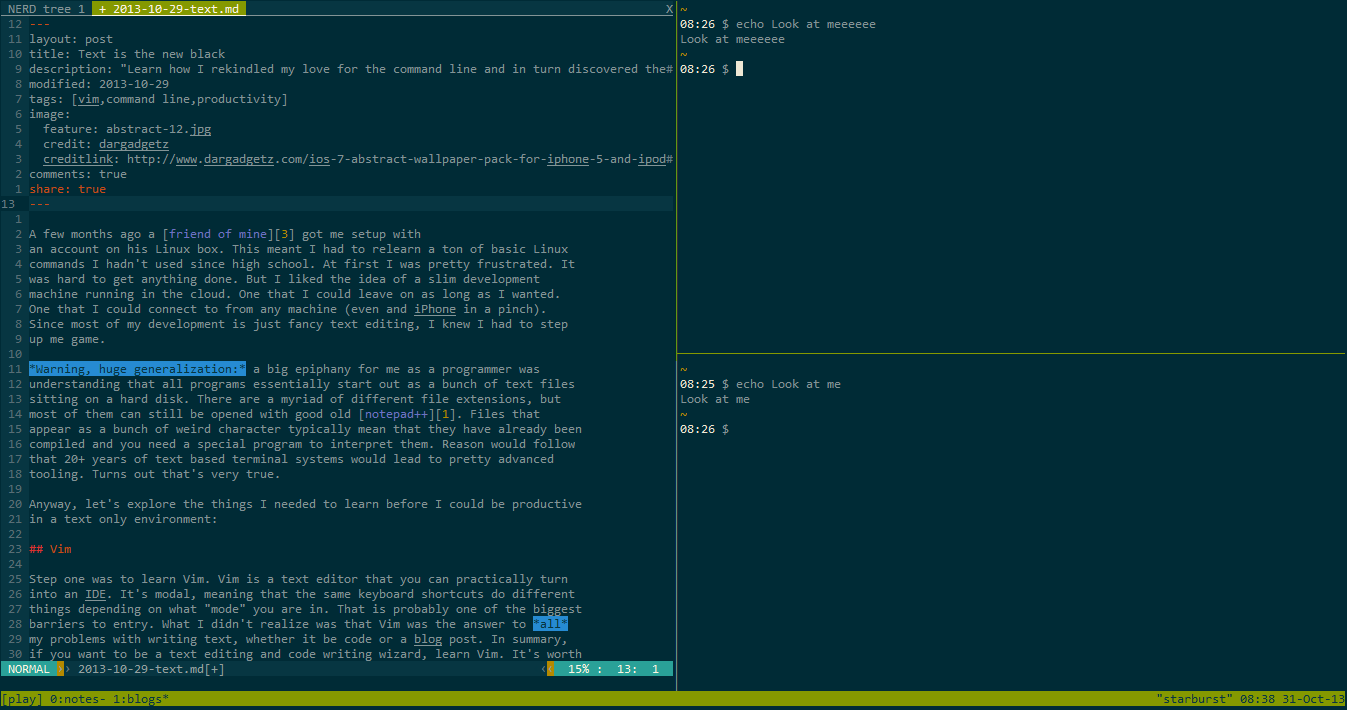 NERD tree 1 + 2013-10-29-text.md X
12 ---
11 layout: post
10 title: Text is the new black
9 description: "Learn how I rekindled my love for the command line and in turn discovered the#
8 modified: 2013-10-29
7 tags: [vim,command line,productivity]
6 image:
5 feature: abstract-12.jpg
4 credit: dargadgetz
3 creditlink: http://www.dargadgetz.com/ios-7-abstract-wallpaper-pack-for-iphone-5-and-ipod#
2 comments: true
1 share: true
13 ---
1
2 A few months ago a [friend of mine][3] got me setup with
3 an account on his Linux box. This meant I had to relearn a ton of basic Linux
4 commands I hadn't used since high school. At first I was pretty frustrated. It
5 was hard to get anything done. But I liked the idea of a slim development
6 machine running in the cloud. One that I could leave on as long as I wanted.
7 One that I could connect to from any machine (even and iPhone in a pinch).
8 Since most of my development is just fancy text editing, I knew I had to step
9 up me game.
10
11 *Warning, huge generalization:* a big epiphany for me as a programmer was
12 understanding that all programs essentially start out as a bunch of text files
13 sitting on a hard disk. There are a myriad of different file extensions, but
14 most of them can still be opened with good old [notepad++][1]. Files that
15 appear as a bunch of weird character typically mean that they have already been
16 compiled and you need a special program to interpret them. Reason would follow
17 that 20+ years of text based terminal systems would lead to pretty advanced
18 tooling. Turns out that's very true.
19
20 Anyway, let's explore the things I needed to learn before I could be productive
21 in a text only environment:
22
23 ## Vim
24
25 Step one was to learn Vim. Vim is a text editor that you can practically turn
26 into an IDE. It's modal, meaning that the same keyboard shortcuts do different
27 things depending on what "mode" you are in. That is probably one of the biggest
28 barriers to entry. What I didn't realize was that Vim was the answer to *all*
29 my problems with writing text, whether it be code or a blog post. In summary,
30 if you want to be a text editing and code writing wizard, learn Vim. It's worth
NORMAL 2013-10-29-text.md[+] 15% : 13: 1
~
08:26 $ echo Look at meeeeee
Look at meeeeee
~
08:26 $
~
08:25 $ echo Look at me
Look at me
~
08:26 $
[play] 0:notes- 1:blogs* "starburst" 08:38 31-Oct-13